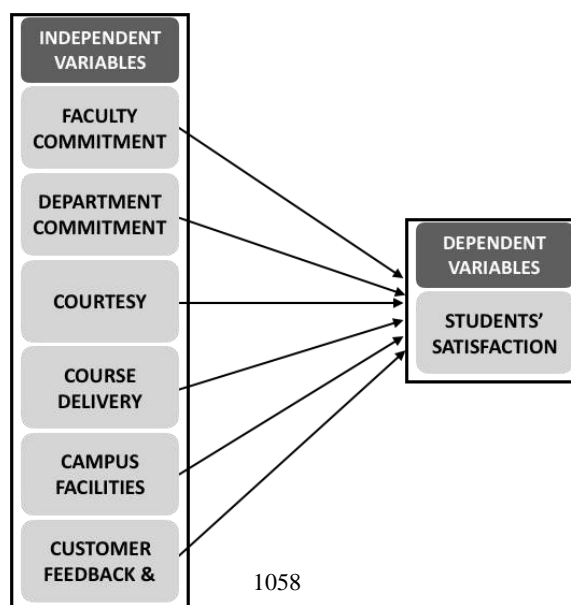 INDEPENDENT
VARIABLES
FACULTY
COMMITMENT
DEPARTMENT
COMMITMENT
COURTESY
COURSE
DELIVERY
CAMPUS
FACILITIES
CUSTOMER
FEEDBACK &
DEPENDENT
VARIABLES
STUDENTS’
SATISFACTION
1058